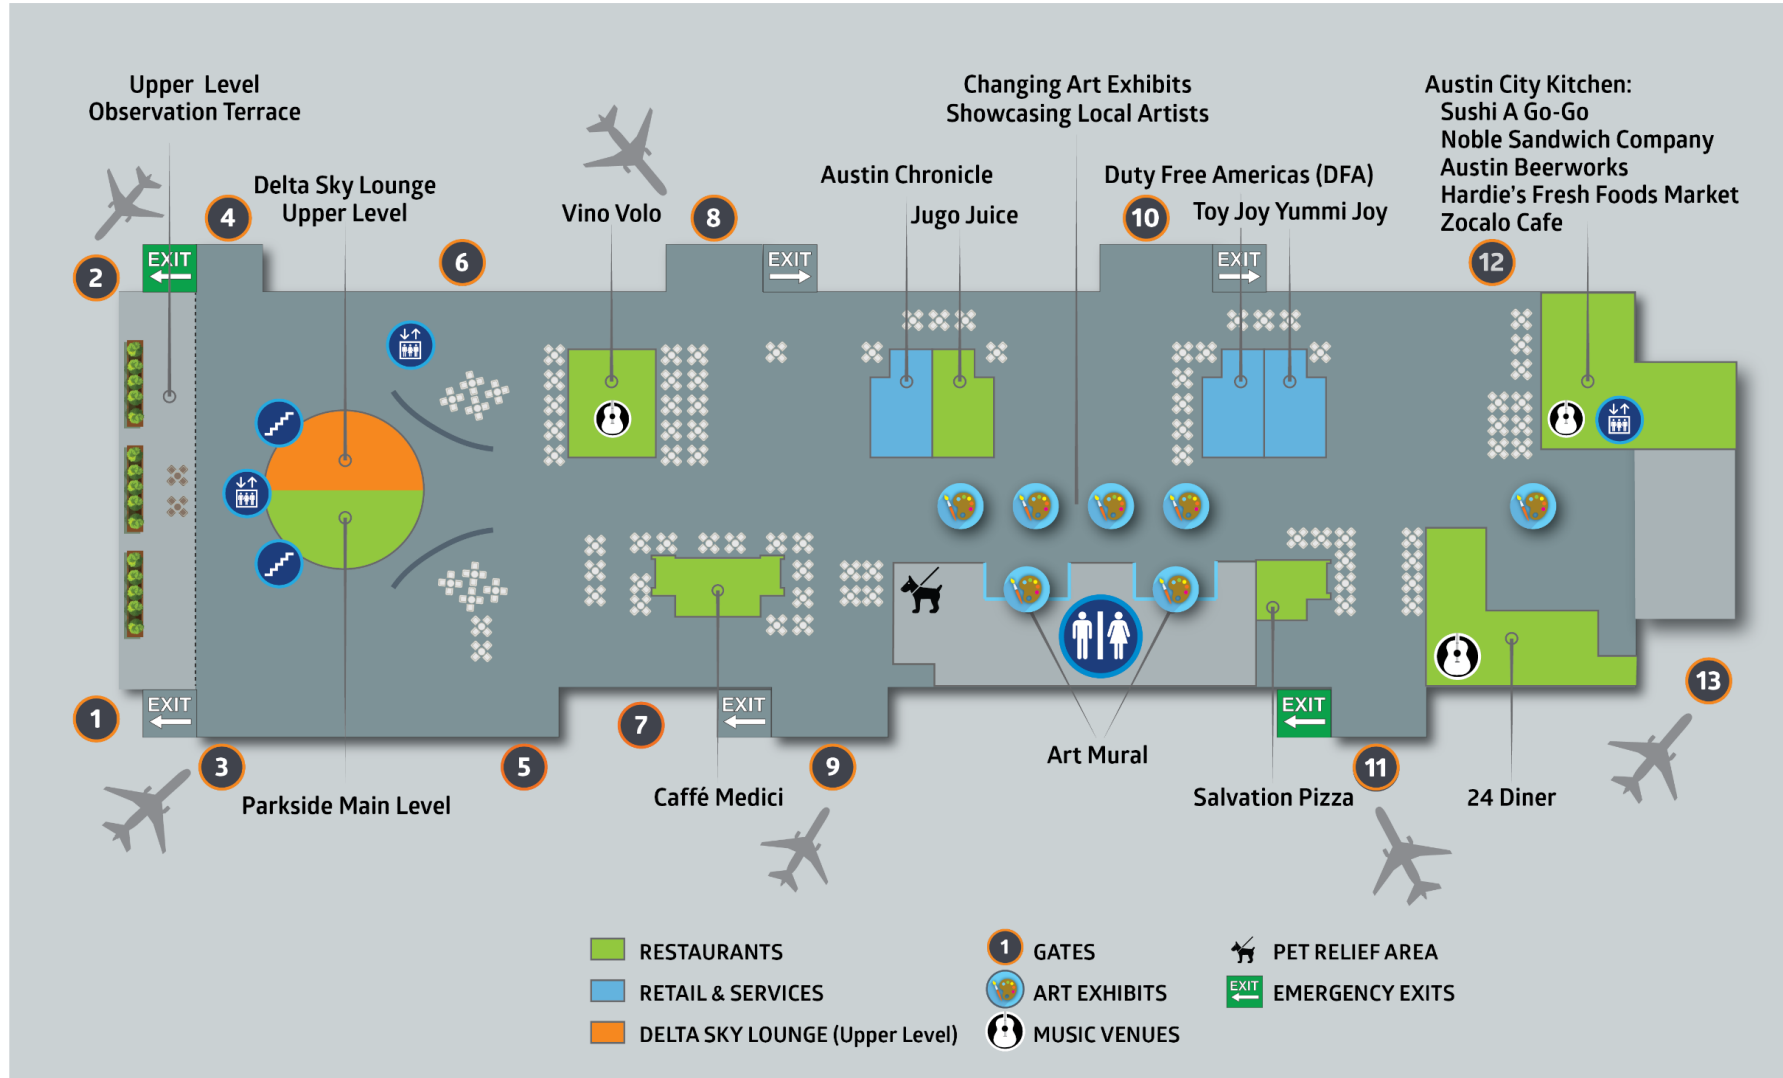 Upper Level
Observation Terrace
Delta Sky Lounge
Upper Level
Vino Volo
Changing Art Exhibits
Showcasing Local Artists
Austin Chronicle
Jugo Juice
Duty Free Americas (DFA)
Toy Joy Yummi Joy
Austin City Kitchen:
Sushi A Go-Go
Noble Sandwich Company
Austin Beerworks
Hardie's Fresh Foods Market
Zocalo Cafe
4
8
10
2
EXIT
6
EXIT
EXIT
12
1
EXIT
3
5
7
EXIT
9
EXIT
11
13
Parkside Main Level
Caffé Medici
Art Mural
Salvation Pizza
24 Diner
RESTAURANTS
RETAIL & SERVICES
DELTA SKY LOUNGE (Upper Level)
1 GATES
ART EXHIBITS
MUSIC VENUES
PET RELIEF AREA
EXIT EMERGENCY EXITS